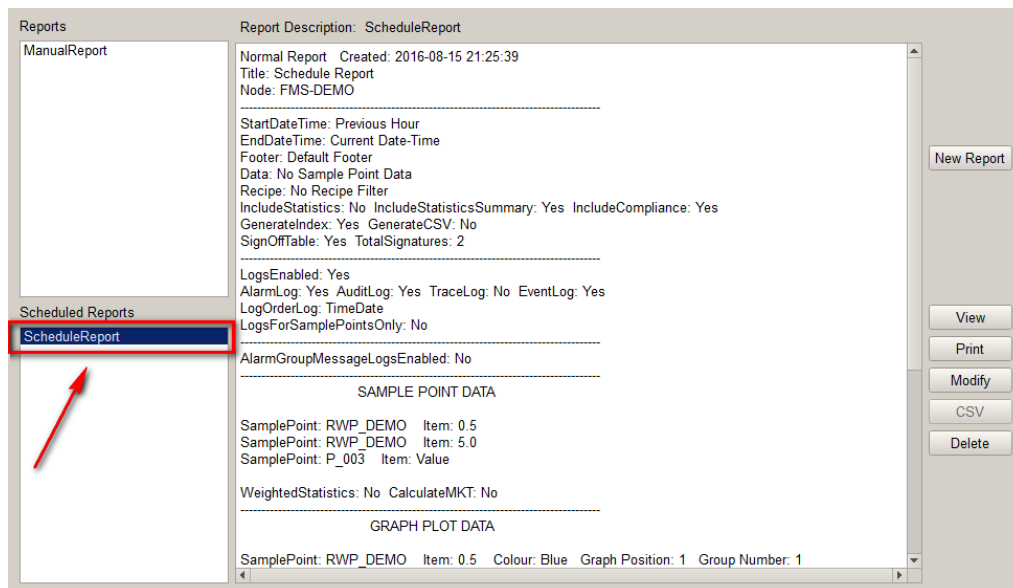 Reports
ManualReport
Scheduled Reports
ScheduleReport
Report Description: ScheduleReport
Normal Report Created: 2016-08-15 21:25:39
Title: Schedule Report
Node: FMS-DEMO
--------------------------------------------------------------------------------
StartDateTime: Previous Hour
EndDateTime: Current Date-Time
Footer: Default Footer
Data: No Sample Point Data
Recipe: No Recipe Filter
IncludeStatistics: No IncludeStatisticsSummary: Yes IncludeCompliance: Yes
GenerateIndex: Yes GenerateCSV: No
SignOffTable: Yes TotalSignatures: 2
--------------------------------------------------------------------------------
LogsEnabled: Yes
AlarmLog: Yes AuditLog: Yes TraceLog: No EventLog: Yes
LogOrderLog: TimeDate
LogsForSamplePointsOnly: No
--------------------------------------------------------------------------------
AlarmGroupMessageLogsEnabled: No
--------------------------------------------------------------------------------
SAMPLE POINT DATA
SamplePoint: RWP_DEMO Item: 0.5
SamplePoint: RWP_DEMO Item: 5.0
SamplePoint: P_003 Item: Value
WeightedStatistics: No CalculateMKT: No
--------------------------------------------------------------------------------
GRAPH PLOT DATA
SamplePoint: RWP_DEMO Item: 0.5 Colour: Blue Graph Position: 1 Group Number: 1
New Report
View
Print
Modify
CSV
Delete